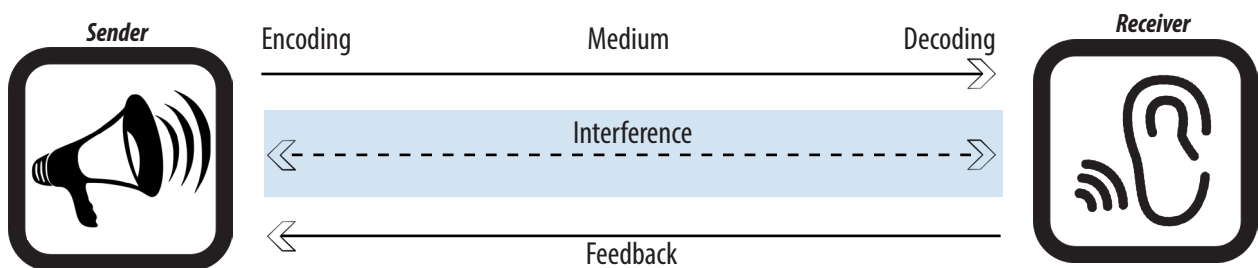 Sender
Encoding Medium Decoding
Receiver
Interference
Feedback